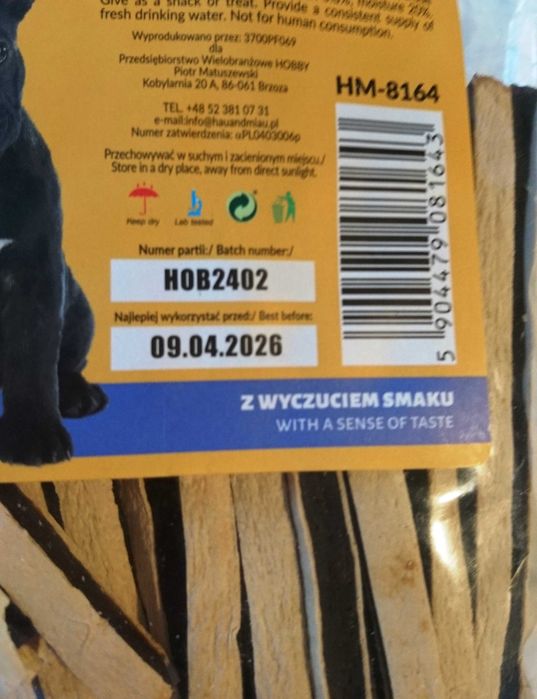 Give as a snack or treat. Provide a consistent supply of
fresh drinking water. Not for human consumption.
Wyprodukowano przez: 3700PF069
dla
Przedsiębiorstwo Wielobranżowe HOBBY
Piotr Matuszewski
Kobylarnia 20 A, 86-061 Brzoza
TEL. +48 52 381 07 31
e-mail:info@hauandmiau.pl
Numer zatwierdzenia: αPL0403006p
Przechowywać w suchym i zacienionym miejscu./
Store in a dry place, away from direct sunlight.
Keep dry
Lab tested
Numer partii:/ Batch number:/
HOB2402
Najlepiej wykorzystać przed:/ Best before:
09.04.2026
HM-8164
5 904479 081643
Z WYCZUCIEM SMAKU
WITH A SENSE OF TASTE